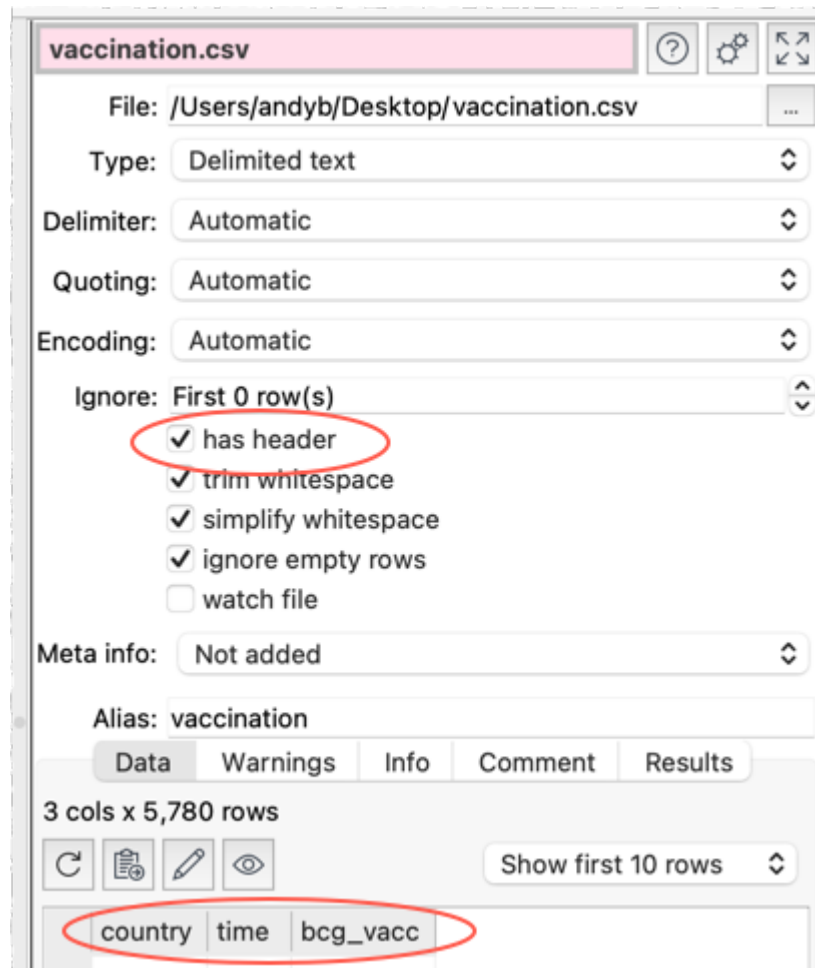 vaccination.csv
File: /Users/andyb/Desktop/vaccination.csv ...
Type: Delimited text
Delimiter: Automatic
Quoting: Automatic
Encoding: Automatic
Ignore: First 0 row(s)
has header
trim whitespace
simplify whitespace
ignore empty rows
watch file
Meta info: Not added
Alias: vaccination
Data Warnings Info Comment Results
3 cols x 5,780 rows
Show first 10 rows
country time bcg_vacc